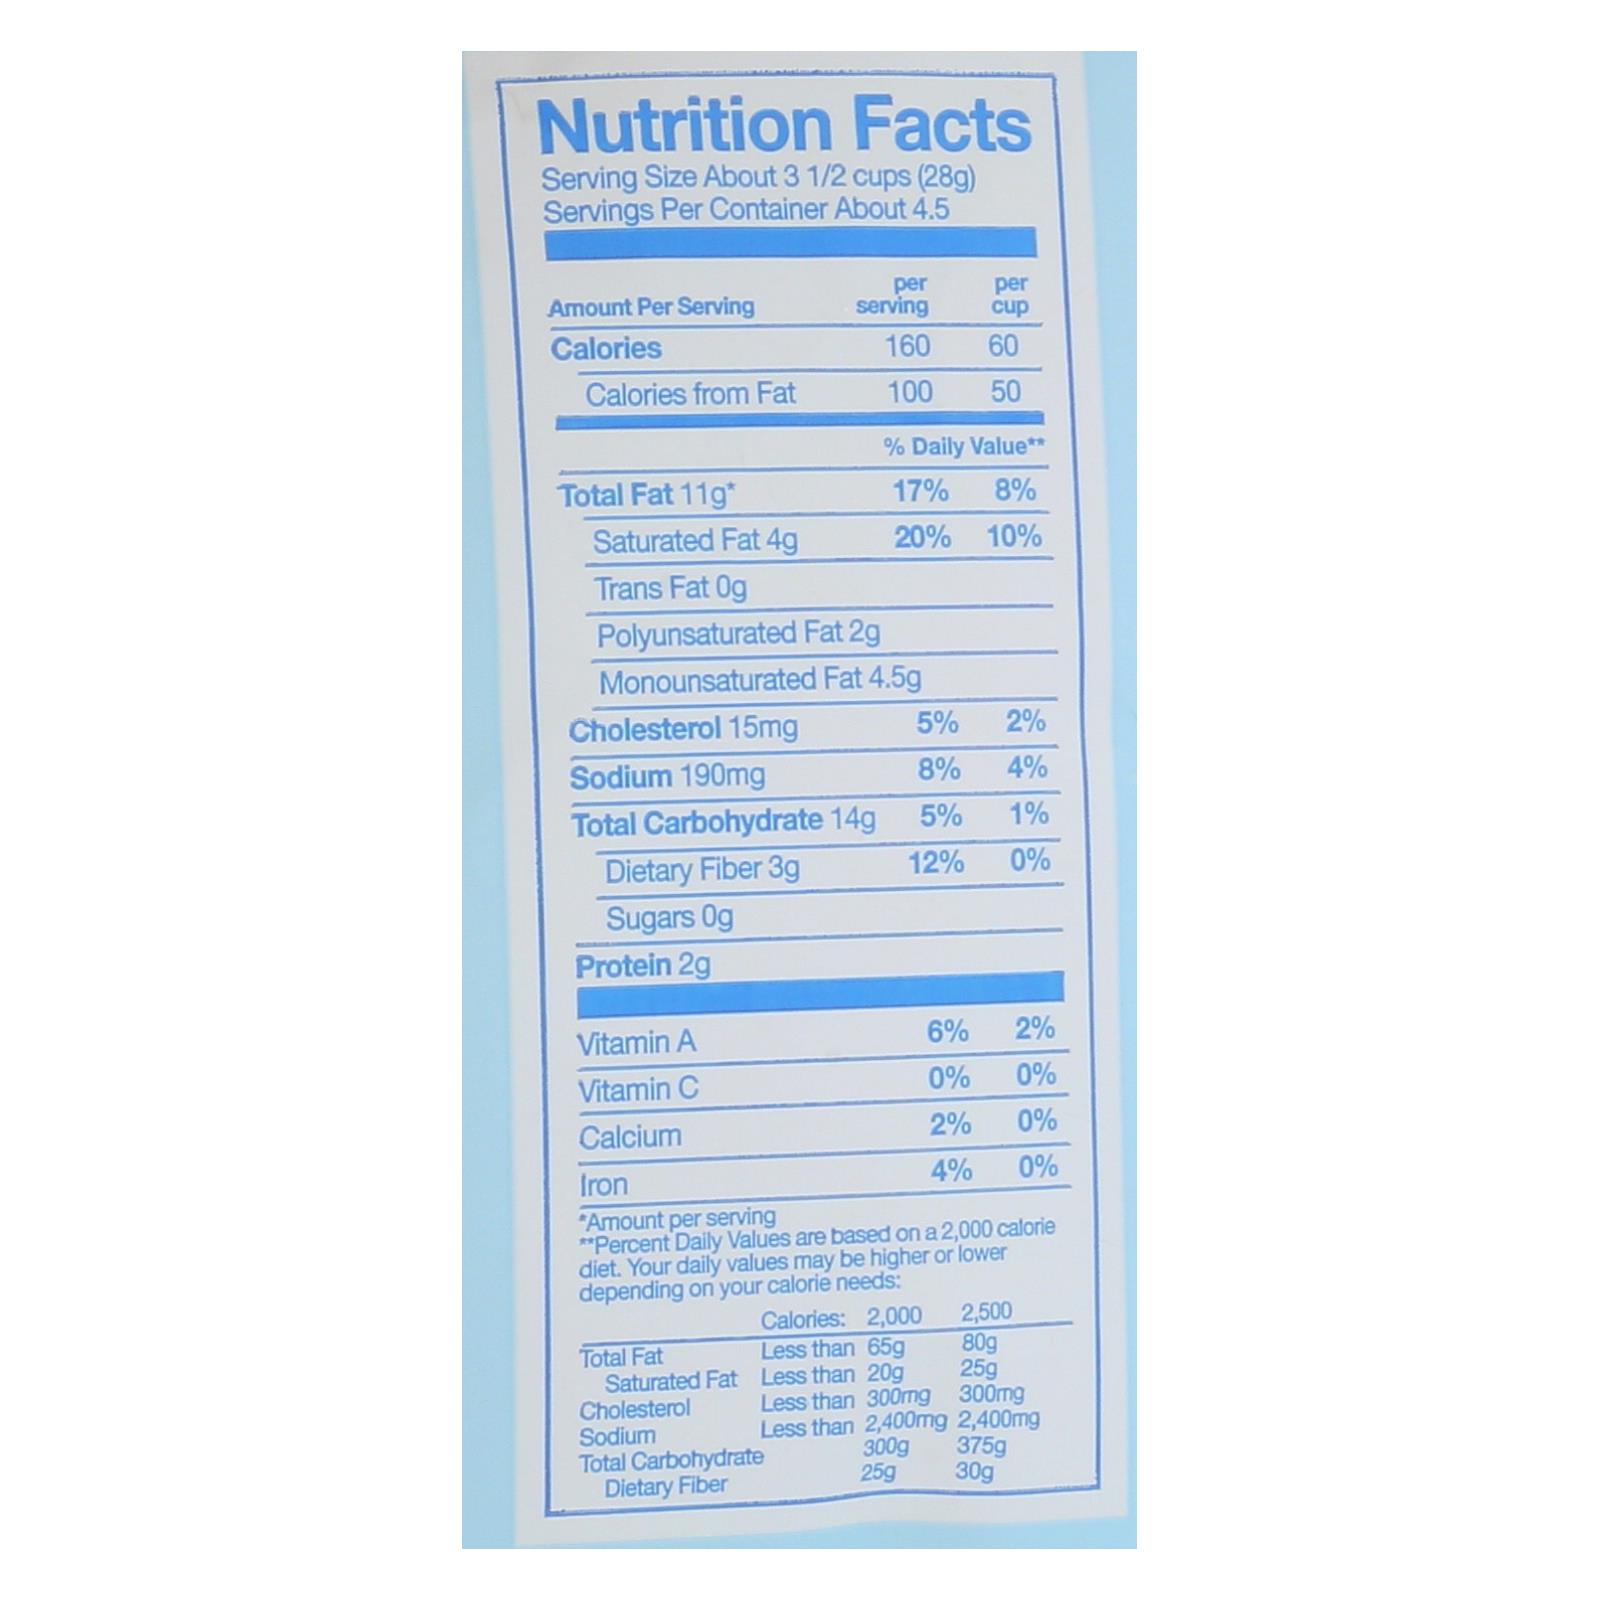 Nutrition Facts
Serving Size About 3 1/2 cups (28g)
Servings Per Container About 4.5
Amount Per Serving per serving per cup
Calories 160 60
Calories from Fat 100 50
% Daily Value**
Total Fat 11g* 17% 8%
Saturated Fat 4g 20% 10%
Trans Fat 0g
Polyunsaturated Fat 2g
Monounsaturated Fat 4.5g
Cholesterol 15mg 5% 2%
Sodium 190mg 8% 4%
Total Carbohydrate 14g 5% 1%
Dietary Fiber 3g 12% 0%
Sugars 0g
Protein 2g
Vitamin A 6% 2%
Vitamin C 0% 0%
Calcium 2% 0%
Iron 4% 0%
*Amount per serving
**Percent Daily Values are based on a 2,000 calorie
diet. Your daily values may be higher or lower
depending on your calorie needs:
Calories: 2,000 2,500
Total Fat Less than 65g 80g
Saturated Fat Less than 20g 25g
Cholesterol Less than 300mg 300mg
Sodium Less than 2,400mg 2,400mg
Total Carbohydrate 300g 375g
Dietary Fiber 25g 30g